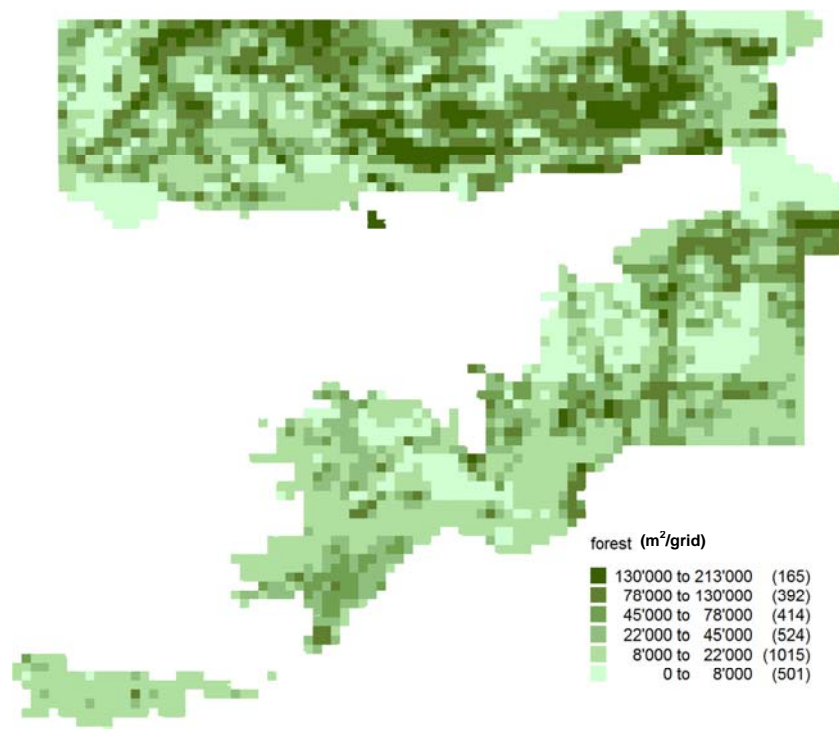 forest (m²/grid)
130'000 to 213'000 (165)
78'000 to 130'000 (392)
45'000 to 78'000 (414)
22'000 to 45'000 (524)
8'000 to 22'000 (1015)
0 to 8'000 (501)